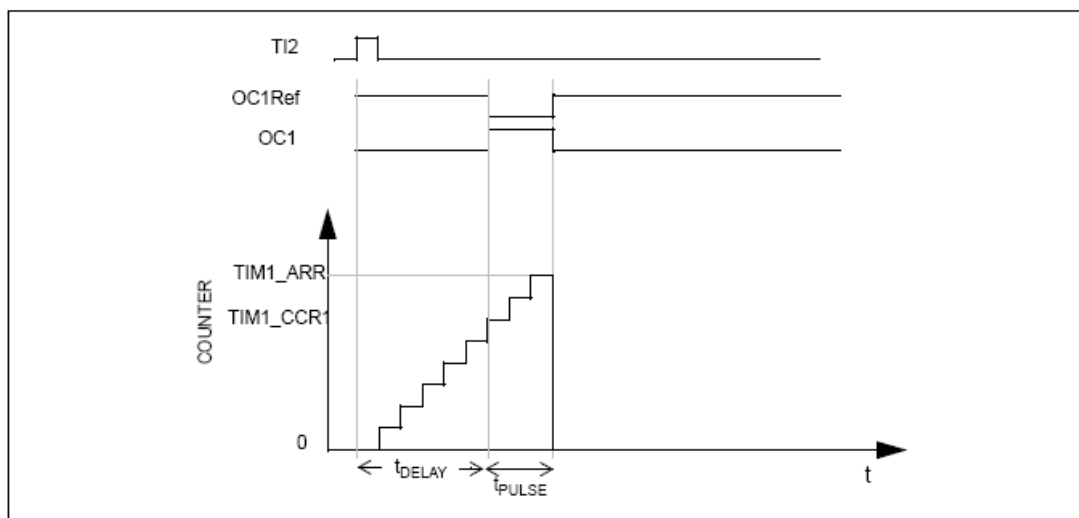 TI2
OC1Ref
OC1
TIM1_ARR
TIM1_CCR1
COUNTER
0
tDELAY
tPULSE
t